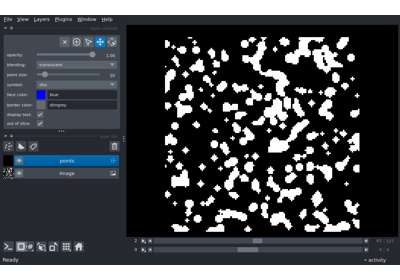 File View Layers Plugins Window Help
opacity: 1.00
blending: translucent
point size: 10
symbol: disc
face color: blue
border color: dimgrey
display text:
out of slice:
points
Image
2
0
Ready
activity